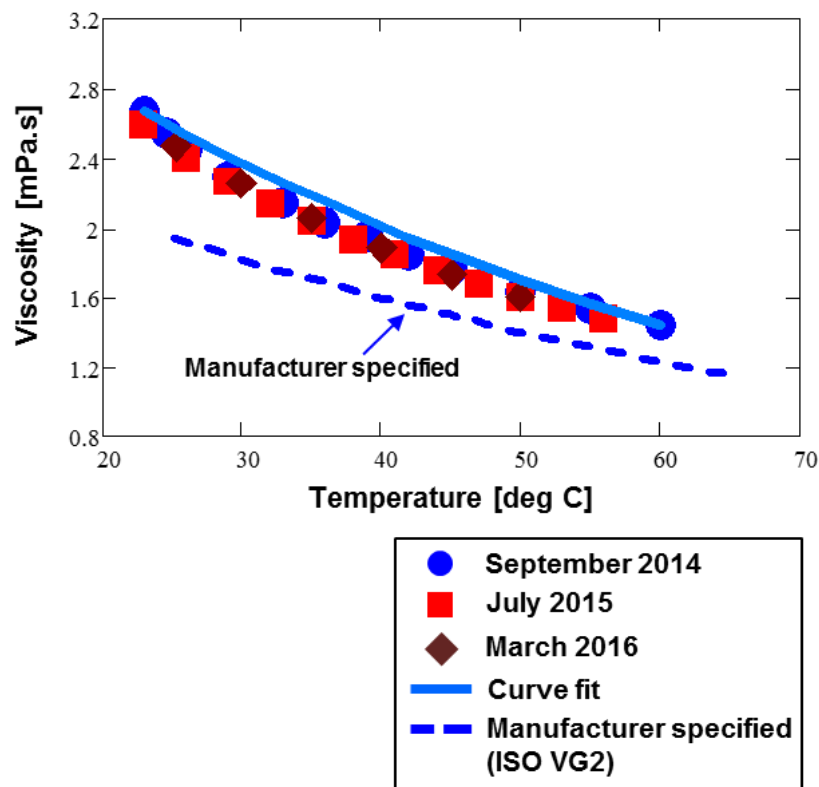 3.2
2.8
2.4
2
1.6
1.2
0.8
Viscosity [mPa.s]
Manufacturer specified
20 30 40 50 60 70
Temperature [deg C]
September 2014
July 2015
March 2016
Curve fit
Manufacturer specified
(ISO VG2)